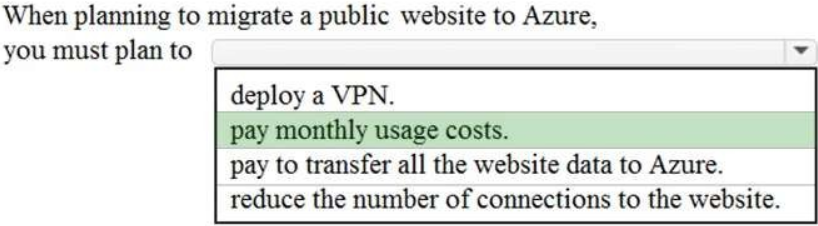 When planning to migrate a public website to Azure,
you must plan to
deploy a VPN.
pay monthly usage costs.
pay to transfer all the website data to Azure.
reduce the number of connections to the website.